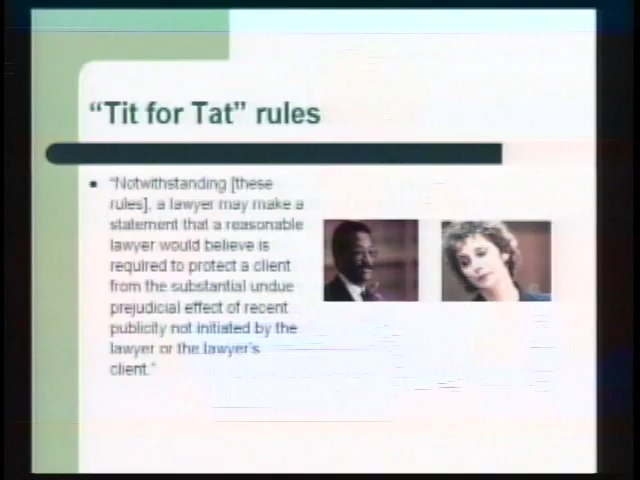 “Tit for Tat” rules
“Notwithstanding [these
rules], a lawyer may make a
statement that a reasonable
lawyer would believe is
required to protect a client
from the substantial undue
prejudicial effect of recent
publicity not initiated by the
lawyer or the lawyer's
client.”